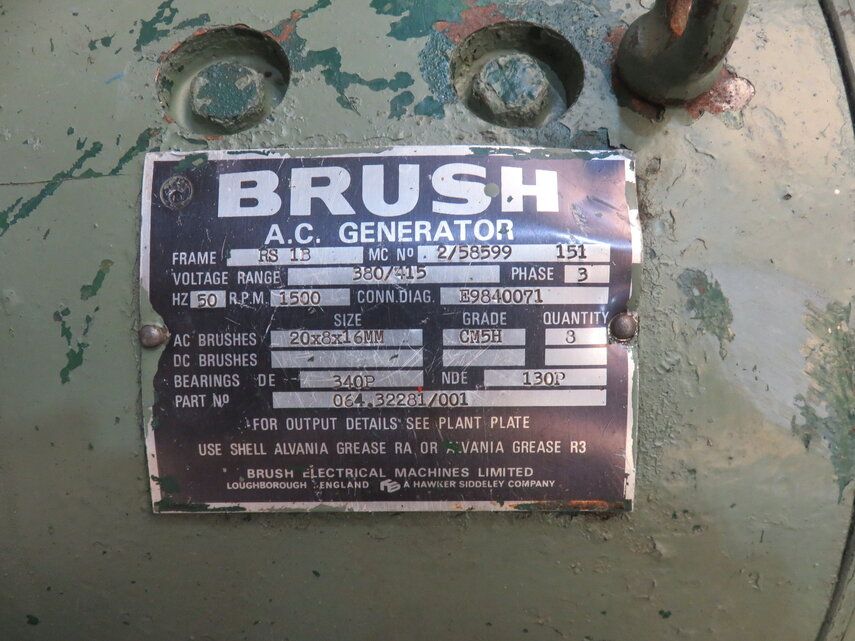 BRUSH
A.C. GENERATOR
FRAME RS 1B MC Nº 2/58599 151
VOLTAGE RANGE 380/415 PHASE 3
HZ 50 R.P.M. 1500 CONN.DIAG. E9840071
SIZE GRADE QUANTITY
AC BRUSHES 20x8x16MM CM5H 8
DC BRUSHES
BEARINGS DE 340P NDE 130P
PART Nº 064.32281/001
FOR OUTPUT DETAILS SEE PLANT PLATE
USE SHELL ALVANIA GREASE RA OR ALVANIA GREASE R3
BRUSH ELECTRICAL MACHINES LIMITED
LOUGHBOROUGH ENGLAND A HAWKER SIDDELEY COMPANY